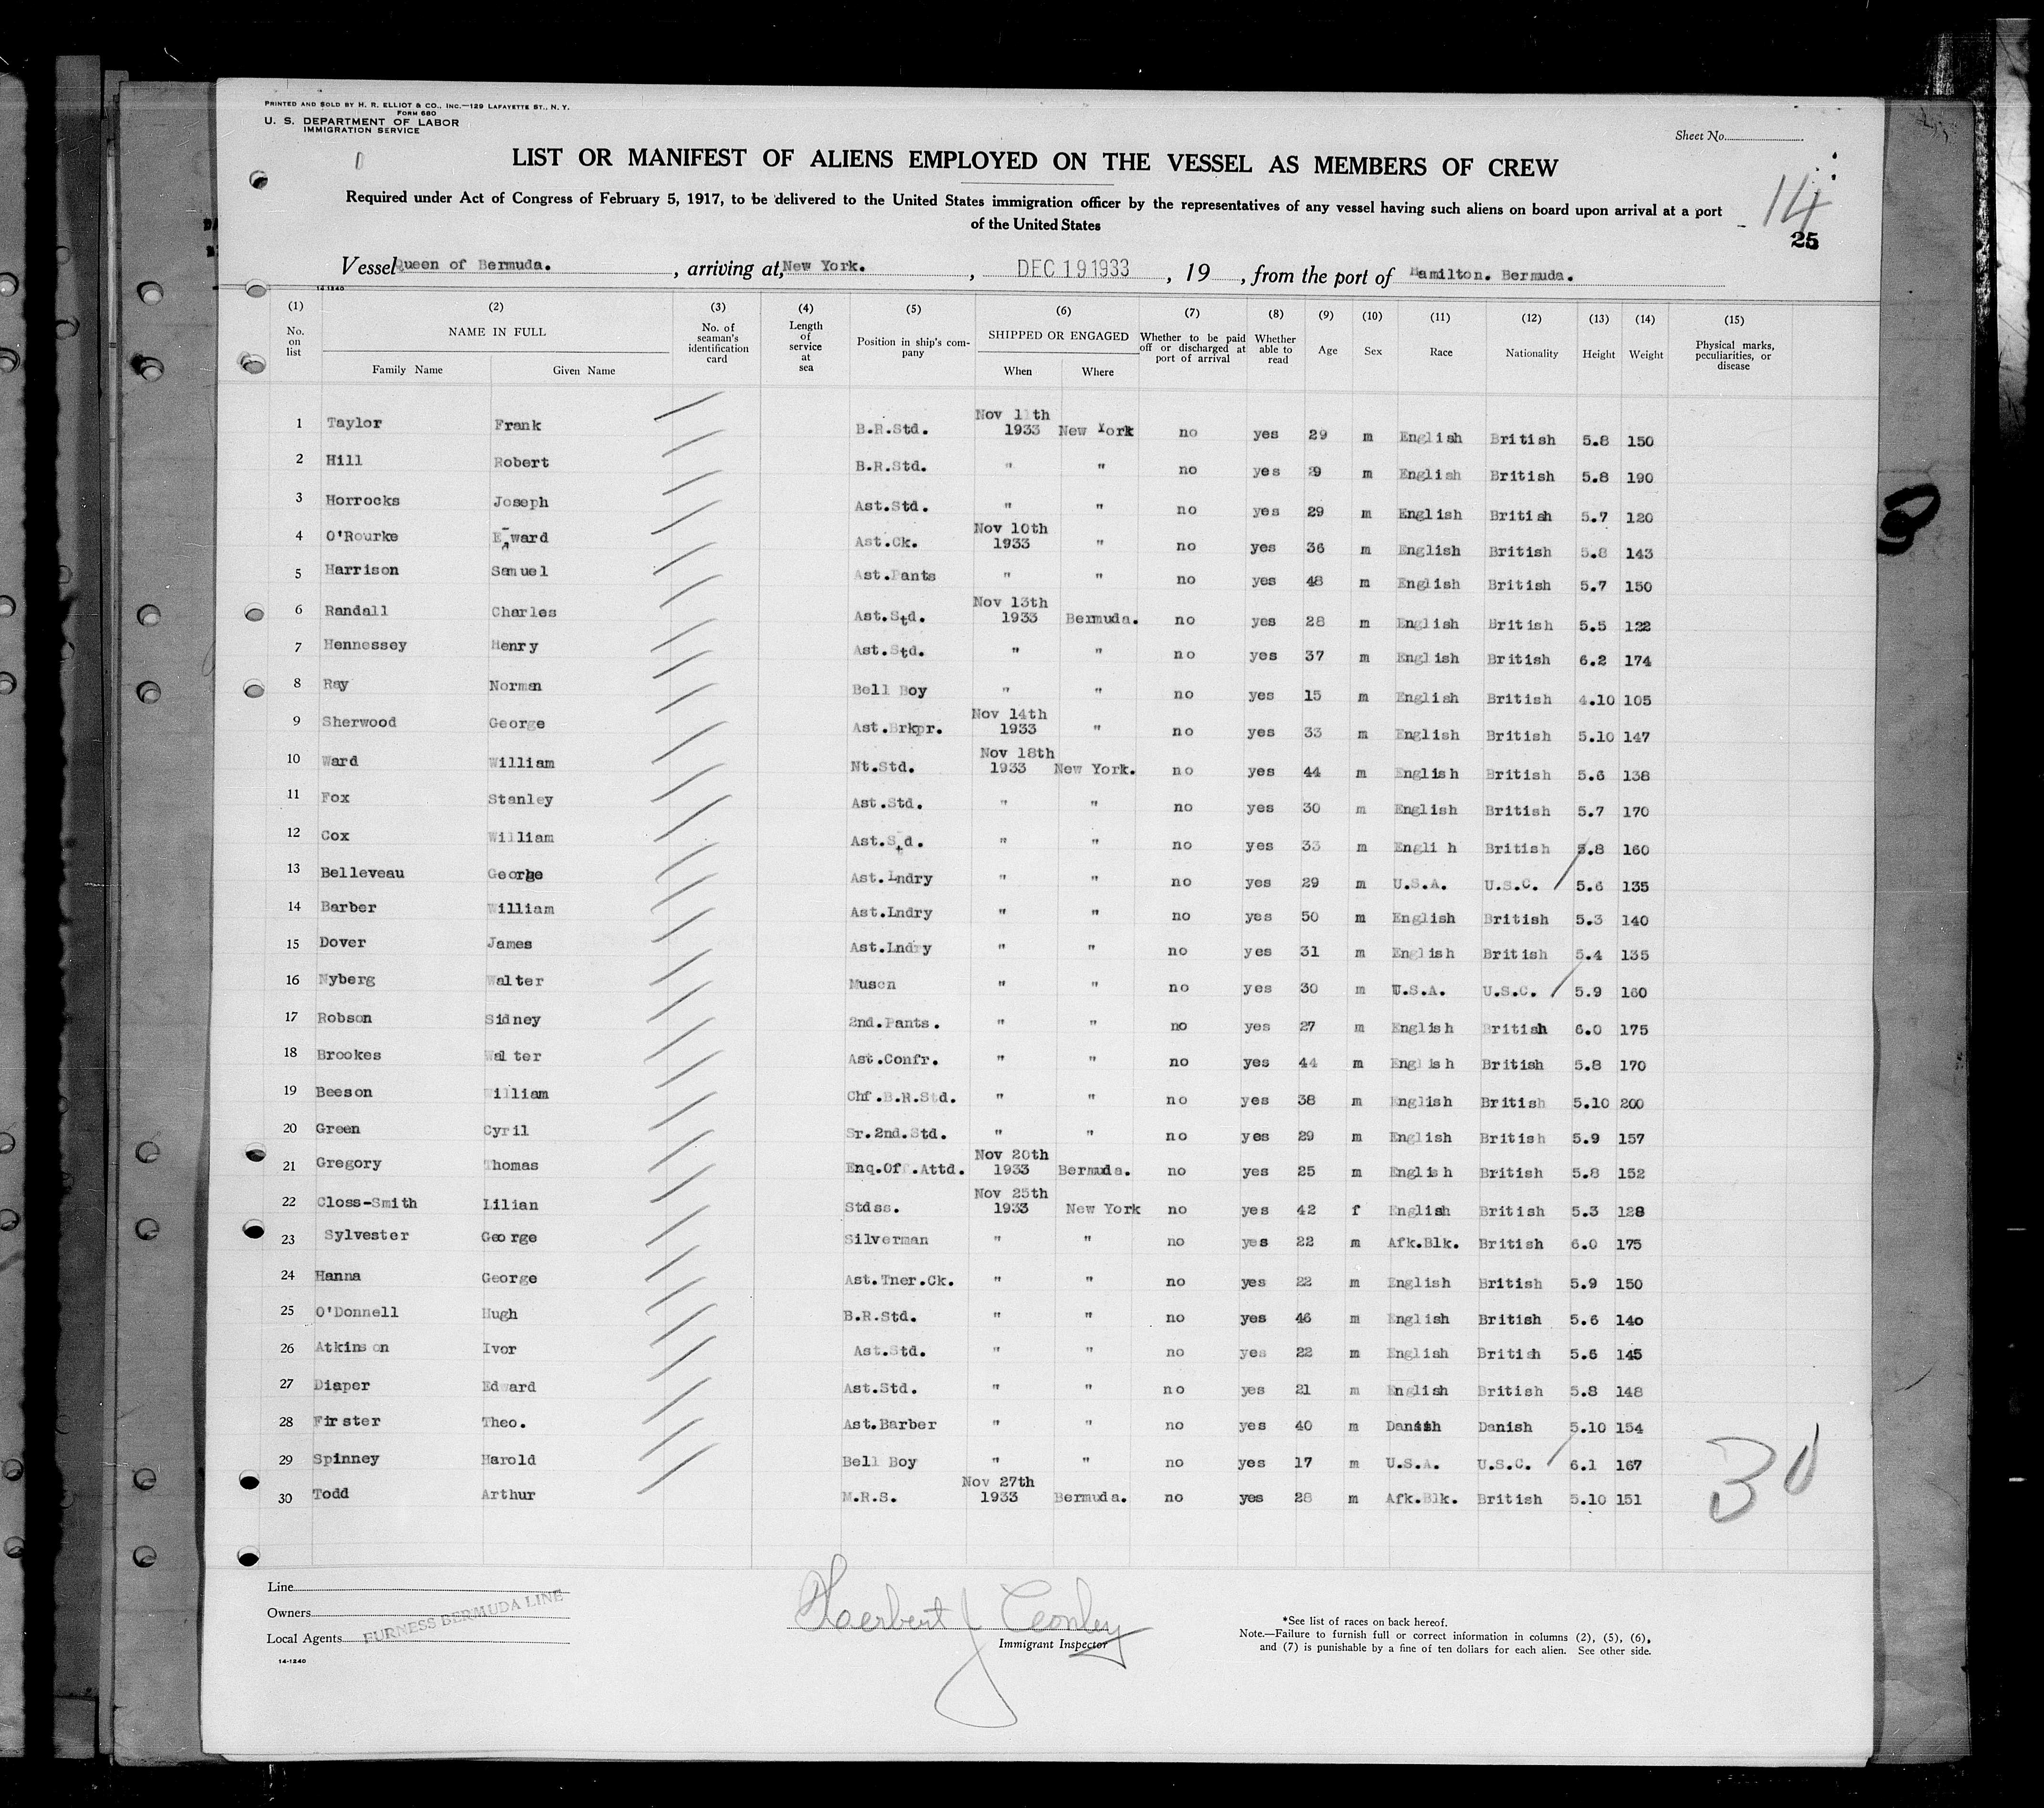 PRINTED AND SOLD BY H. R. ELLIOT & CO., INC.—129 LAFAYETTE ST., N. Y.
FORM 680
U. S. DEPARTMENT OF LABOR
IMMIGRATION SERVICE
Sheet No.
LIST OR MANIFEST OF ALIENS EMPLOYED ON THE VESSEL AS MEMBERS OF CREW
Required under Act of Congress of February 5, 1917, to be delivered to the United States immigration officer by the representatives of any vessel having such aliens on board upon arrival at a port
of the United States
14
25
Vessel Queen of Bermuda. , arriving at, New York. , DEC 19 1933 , 19 , from the port of Hamilton. Bermuda.
14-1240
(1) (2) (3) (4) (5) (6) (7) (8) (9) (10) (11) (12) (13) (14) (15)
No. on list NAME IN FULL Family Name Given Name No. of seaman's identification card Length of service at sea Position in ship's company SHIPPED OR ENGAGED When Where Whether to be paid off or discharged at port of arrival Whether able to read Age Sex Race Nationality Height Weight Physical marks, peculiarities, or disease
1 Taylor Frank B.R.Std. Nov 11th 1933 New York no yes 29 m English British 5.8 150
2 Hill Robert B.R.Std. " " no yes 29 m English British 5.8 190
3 Horrocks Joseph Ast.Std. " " no yes 29 m English British 5.7 120
4 O'Rourke E ward Ast.Ck. Nov 10th 1933 " no yes 36 m English British 5.8 143
5 Harrison Samuel Ast.Pants " " no yes 48 m English British 5.7 150
6 Randall Charles Ast.Std. Nov 13th 1933 Bermuda. no yes 28 m English British 5.5 122
7 Hennessey Henry Ast.Std. " " no yes 37 m English British 6.2 174
8 Ray Norman Bell Boy " " no yes 15 m English British 4.10 105
9 Sherwood George Ast.Brkpr. Nov 14th 1933 " no yes 33 m English British 5.10 147
10 Ward William Nt.Std. Nov 18th 1933 New York. no yes 44 m English British 5.6 138
11 Fox Stanley Ast.Std. " " no yes 30 m English British 5.7 170
12 Cox William Ast.Std. " " no yes 33 m Engli h British 5.8 160
13 Belleveau George Ast.Lndry " " no yes 29 m U.S.A. U.S.C. 5.6 135
14 Barber William Ast.Lndry " " no yes 50 m English British 5.3 140
15 Dover James Ast.Lndry " " no yes 31 m English British 5.4 135
16 Nyberg Walter Muscn " " no yes 30 m U.S.A. U.S.C. 5.9 160
17 Robson Sidney 2nd.Pants. " " no yes 27 m English British 6.0 175
18 Brookes Walter Ast.Confr. " " no yes 44 m English British 5.8 170
19 Beeson William Chf.B.R.Std. " " no yes 38 m English British 5.10 200
20 Green Cyril Sr.2nd.Std. " " no yes 29 m English British 5.9 157
21 Gregory Thomas Enq.Off.Attd. Nov 20th 1933 Bermuda. no yes 25 m English British 5.8 152
22 Closs-Smith Lilian Stdss. Nov 25th 1933 New York no yes 42 f English British 5.3 128
23 Sylvester George Silverman " " no yes 22 m Afk.Blk. British 6.0 175
24 Hanna George Ast.Tner.Ck. " " no yes 22 m English British 5.9 150
25 O'Donnell Hugh B.R.Std. " " no yes 46 m English British 5.6 140
26 Atkinson Ivor Ast.Std. " " no yes 22 m English British 5.6 145
27 Diaper Edward Ast.Std. " " no yes 21 m English British 5.8 148
28 Firster Theo. Ast.Barber " " no yes 40 m Danish Danish 5.10 154
29 Spinney Harold Bell Boy " " no yes 17 m U.S.A. U.S.C. 6.1 167
30 Todd Arthur M.R.S. Nov 27th 1933 Bermuda. no yes 28 m Afk.Blk. British 5.10 151
30
Line
Owners
Local Agents FURNESS BERMUDA LINE
14-1240
Herbert J Conley
Immigrant Inspector
*See list of races on back hereof.
Note.—Failure to furnish full or correct information in columns (2), (5), (6), and (7) is punishable by a fine of ten dollars for each alien. See other side.